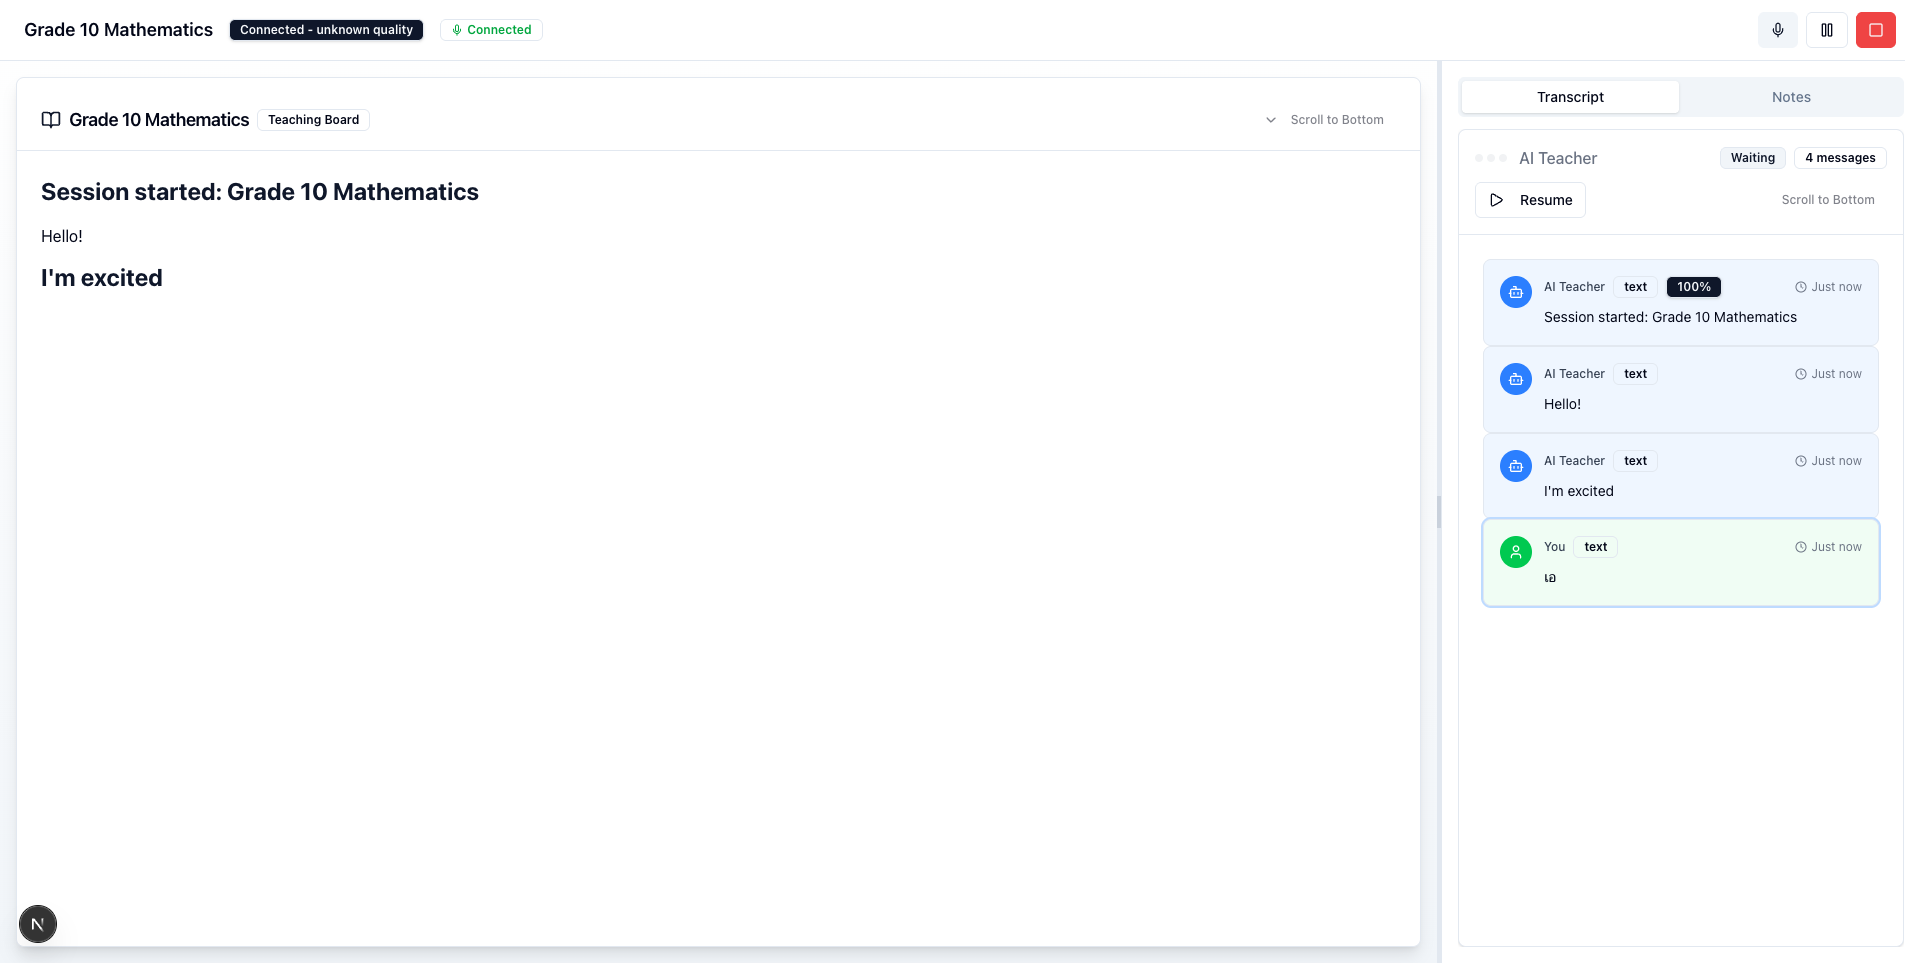 Grade 10 Mathematics
Connected - unknown quality
Connected
Grade 10 Mathematics
Teaching Board
Scroll to Bottom
Session started: Grade 10 Mathematics
Hello!
I'm excited
N
Transcript
Notes
AI Teacher
Waiting
4 messages
Resume
Scroll to Bottom
AI Teacher text 100% Just now
Session started: Grade 10 Mathematics
AI Teacher text Just now
Hello!
AI Teacher text Just now
I'm excited
You text Just now
เอ